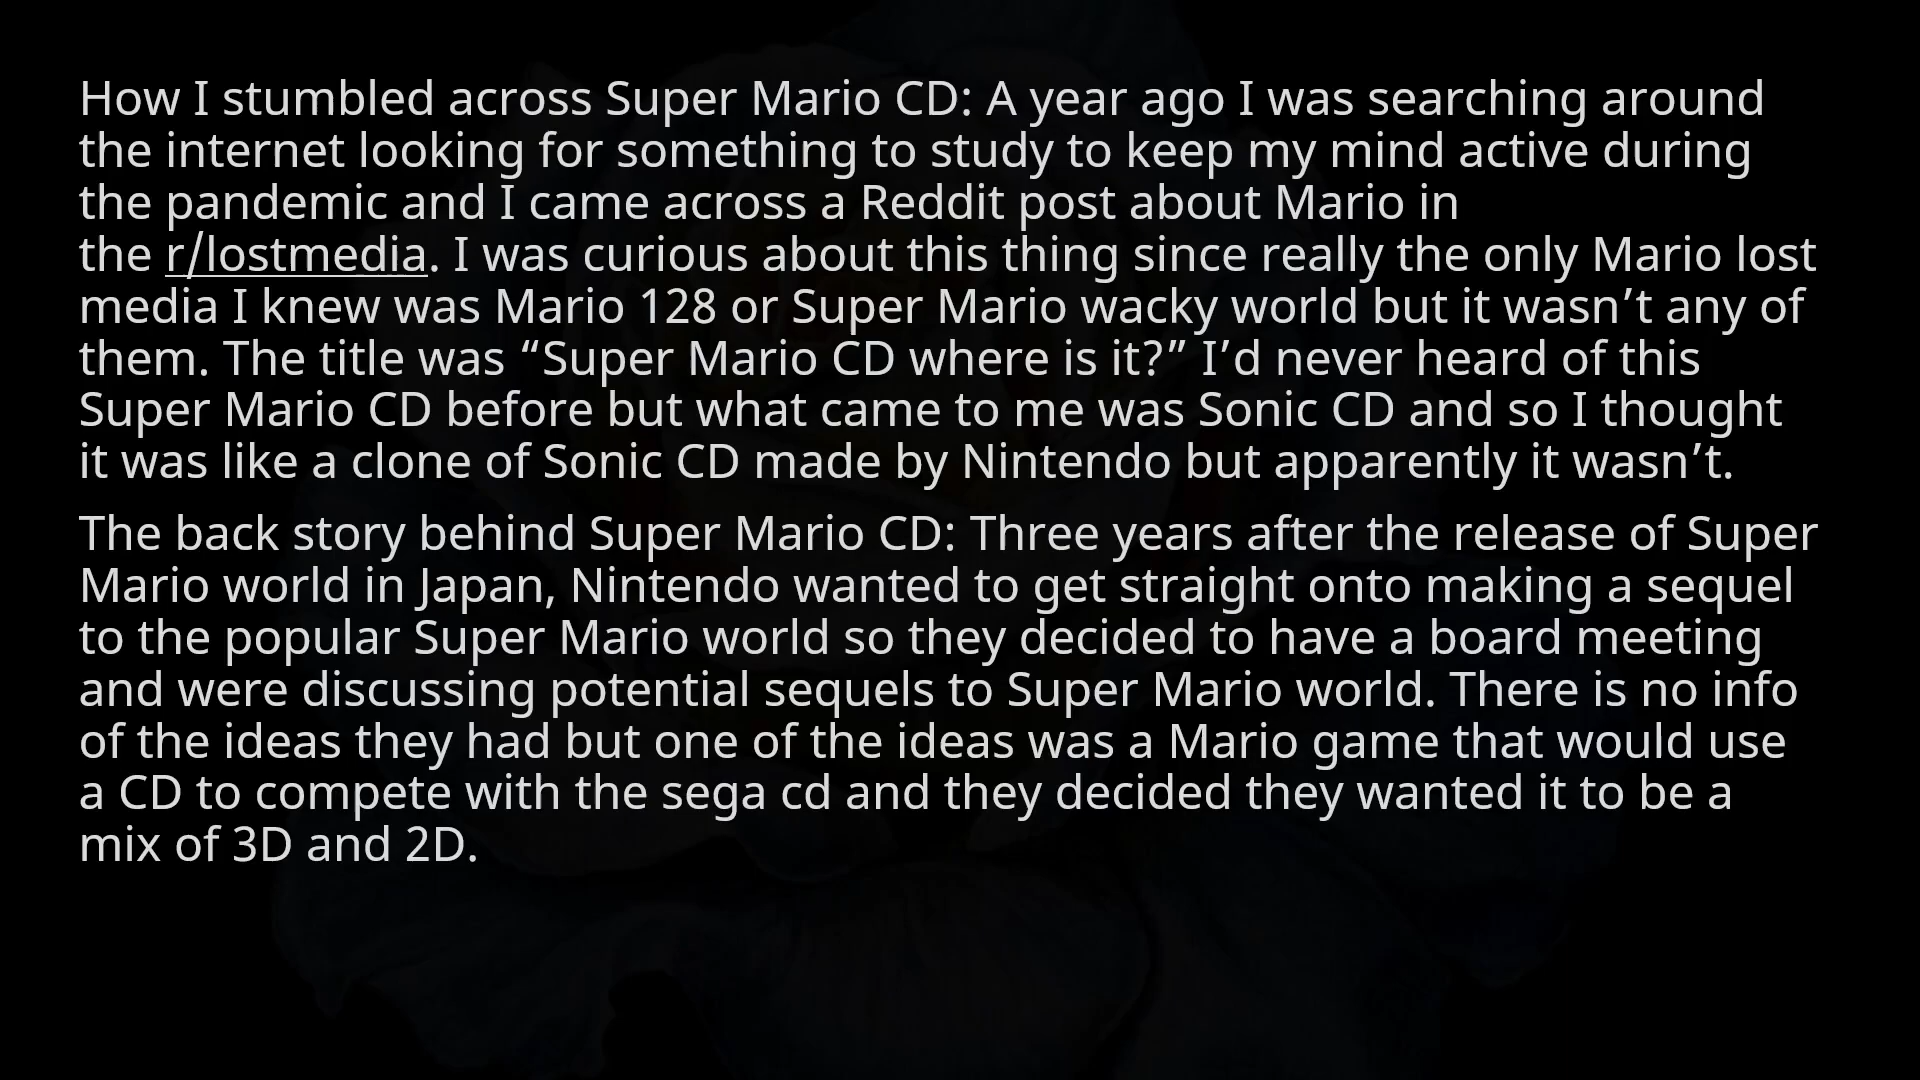 How I stumbled across Super Mario CD: A year ago I was searching around
the internet looking for something to study to keep my mind active during
the pandemic and I came across a Reddit post about Mario in
the r/lostmedia. I was curious about this thing since really the only Mario lost
media I knew was Mario 128 or Super Mario wacky world but it wasn’t any of
them. The title was “Super Mario CD where is it?” I’d never heard of this
Super Mario CD before but what came to me was Sonic CD and so I thought
it was like a clone of Sonic CD made by Nintendo but apparently it wasn’t.
The back story behind Super Mario CD: Three years after the release of Super
Mario world in Japan, Nintendo wanted to get straight onto making a sequel
to the popular Super Mario world so they decided to have a board meeting
and were discussing potential sequels to Super Mario world. There is no info
of the ideas they had but one of the ideas was a Mario game that would use
a CD to compete with the sega cd and they decided they wanted it to be a
mix of 3D and 2D.